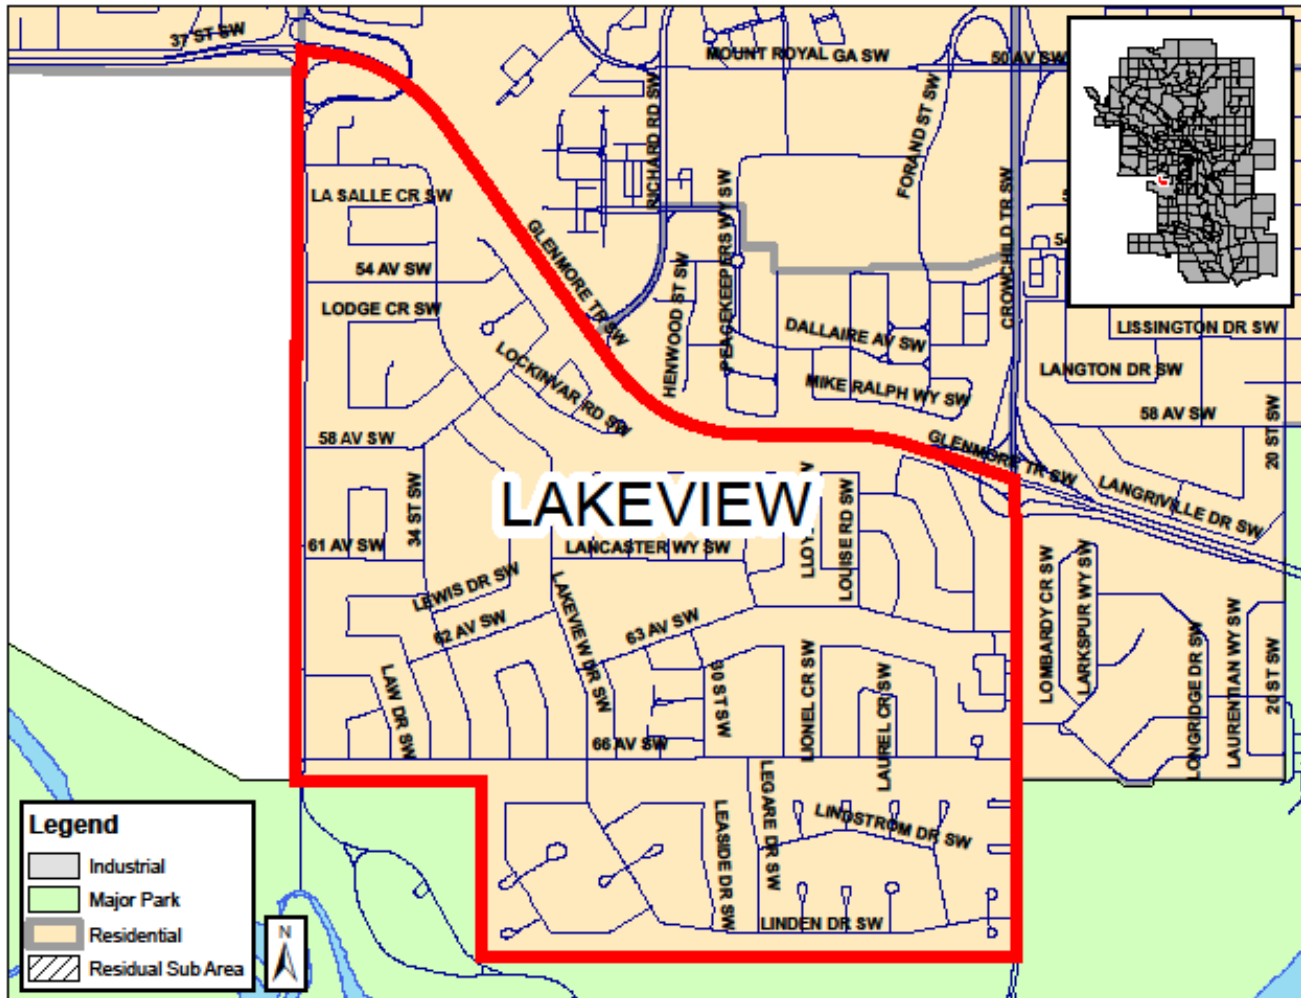 37 ST SW
MOUNT ROYAL GA SW
50 AV SW
RICHARD RD SW
FORAND ST SW
CROWCHILD TR SW
LA SALLE CR SW
PEACEKEEPERS WY SW
GLENMORE TR SW
54 AV SW
HENWOOD ST SW
LODGE CR SW
DALLAIRE AV SW
LISSINGTON DR SW
LOCKINVAR RD SW
MIKE RALPH WY SW
LANGTON DR SW
58 AV SW
58 AV SW
20 ST SW
GLENMORE TR SW
LANGRIVILLE DR SW
34 ST SW
LAKEVIEW
LOUISE RD SW
61 AV SW
LANCASTER WY SW
LEWIS DR SW
LAKEVIEW DR SW
62 AV SW
63 AV SW
LOMBARDY CR SW
LARKSPUR WY SW
LAW DR SW
30 ST SW
LIONEL CR SW
LAUREL CR SW
LONGRIDGE DR SW
LAURENTIAN WY SW
20 ST SW
66 AV SW
LEASIDE DR SW
LEGARE DR SW
LINDSTROM DR SW
LINDEN DR SW
Legend
Industrial
Major Park
Residential
Residual Sub Area
N